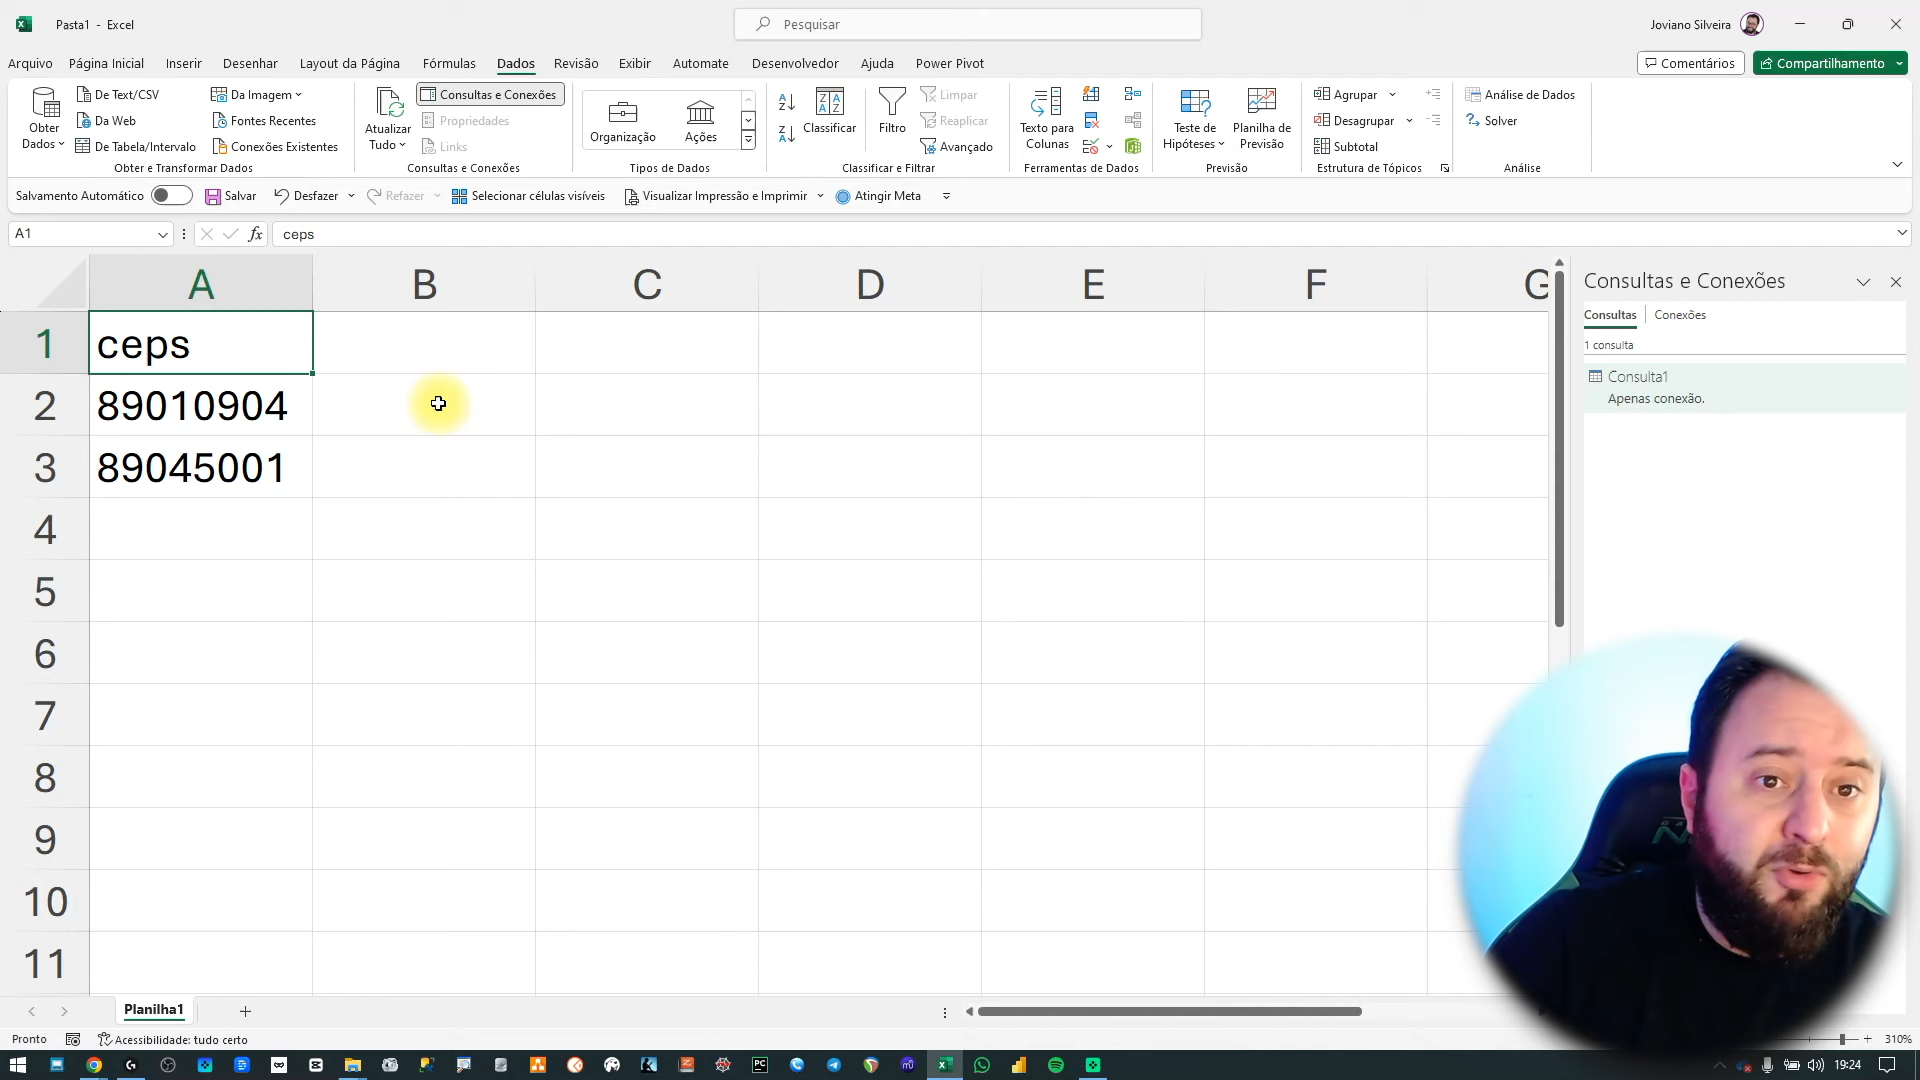 Pasta1 - Excel
Pesquisar
Joviano Silveira
Arquivo Página Inicial Inserir Desenhar Layout da Página Fórmulas Dados Revisão Exibir Automate Desenvolvedor Ajuda Power Pivot
Comentários Compartilhamento
Obter Dados
De Text/CSV
Da Web
De Tabela/Intervalo
Da Imagem
Fontes Recentes
Conexões Existentes
Obter e Transformar Dados
Atualizar Tudo
Consultas e Conexões
Propriedades
Links
Consultas e Conexões
Organização
Ações
Tipos de Dados
Classificar
Filtro
Limpar
Reaplicar
Avançado
Classificar e Filtrar
Texto para Colunas
Ferramentas de Dados
Teste de Hipóteses
Planilha de Previsão
Previsão
Agrupar
Desagrupar
Subtotal
Estrutura de Tópicos
Análise de Dados
Solver
Análise
Salvamento Automático Salvar Desfazer Refazer Selecionar células visíveis Visualizar Impressão e Imprimir Atingir Meta
A1 fx ceps
A B C D E F G
1 ceps
2 89010904
3 89045001
4
5
6
7
8
9
10
11
Consultas e Conexões
Consultas Conexões
1 consulta
Consulta1
Apenas conexão.
Planilha1
Pronto Acessibilidade: tudo certo
310%
19:24